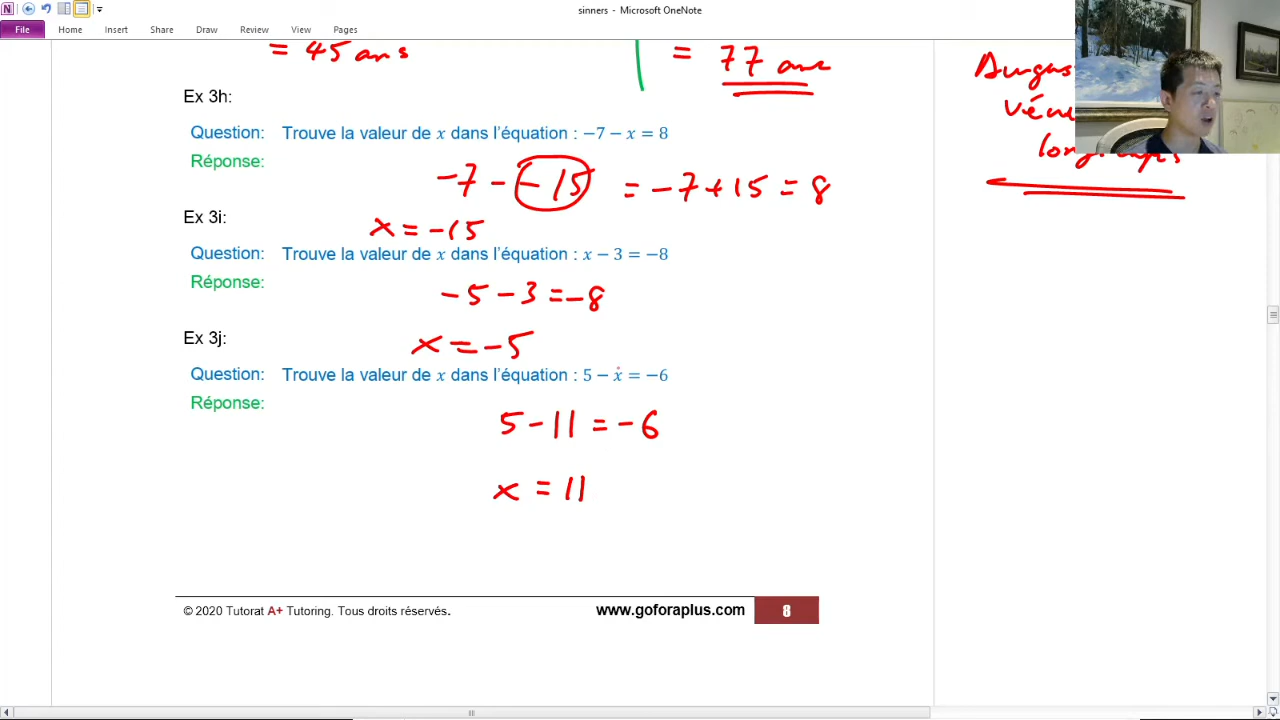 sinners - Microsoft OneNote
File Home Insert Share Draw Review View Pages
= 45 ans
= 77 ans
Ex 3h:
Question: Trouve la valeur de x dans l'équation : −7 − x = 8
Réponse:
-7 - -15 = -7 + 15 = 8
x = -15
Ex 3i:
Question: Trouve la valeur de x dans l'équation : x − 3 = −8
Réponse:
-5 - 3 = -8
x = -5
Ex 3j:
Question: Trouve la valeur de x dans l'équation : 5 − x = −6
Réponse:
5 - 11 = -6
x = 11
© 2020 Tutorat A+ Tutoring. Tous droits réservés.
www.goforaplus.com
8